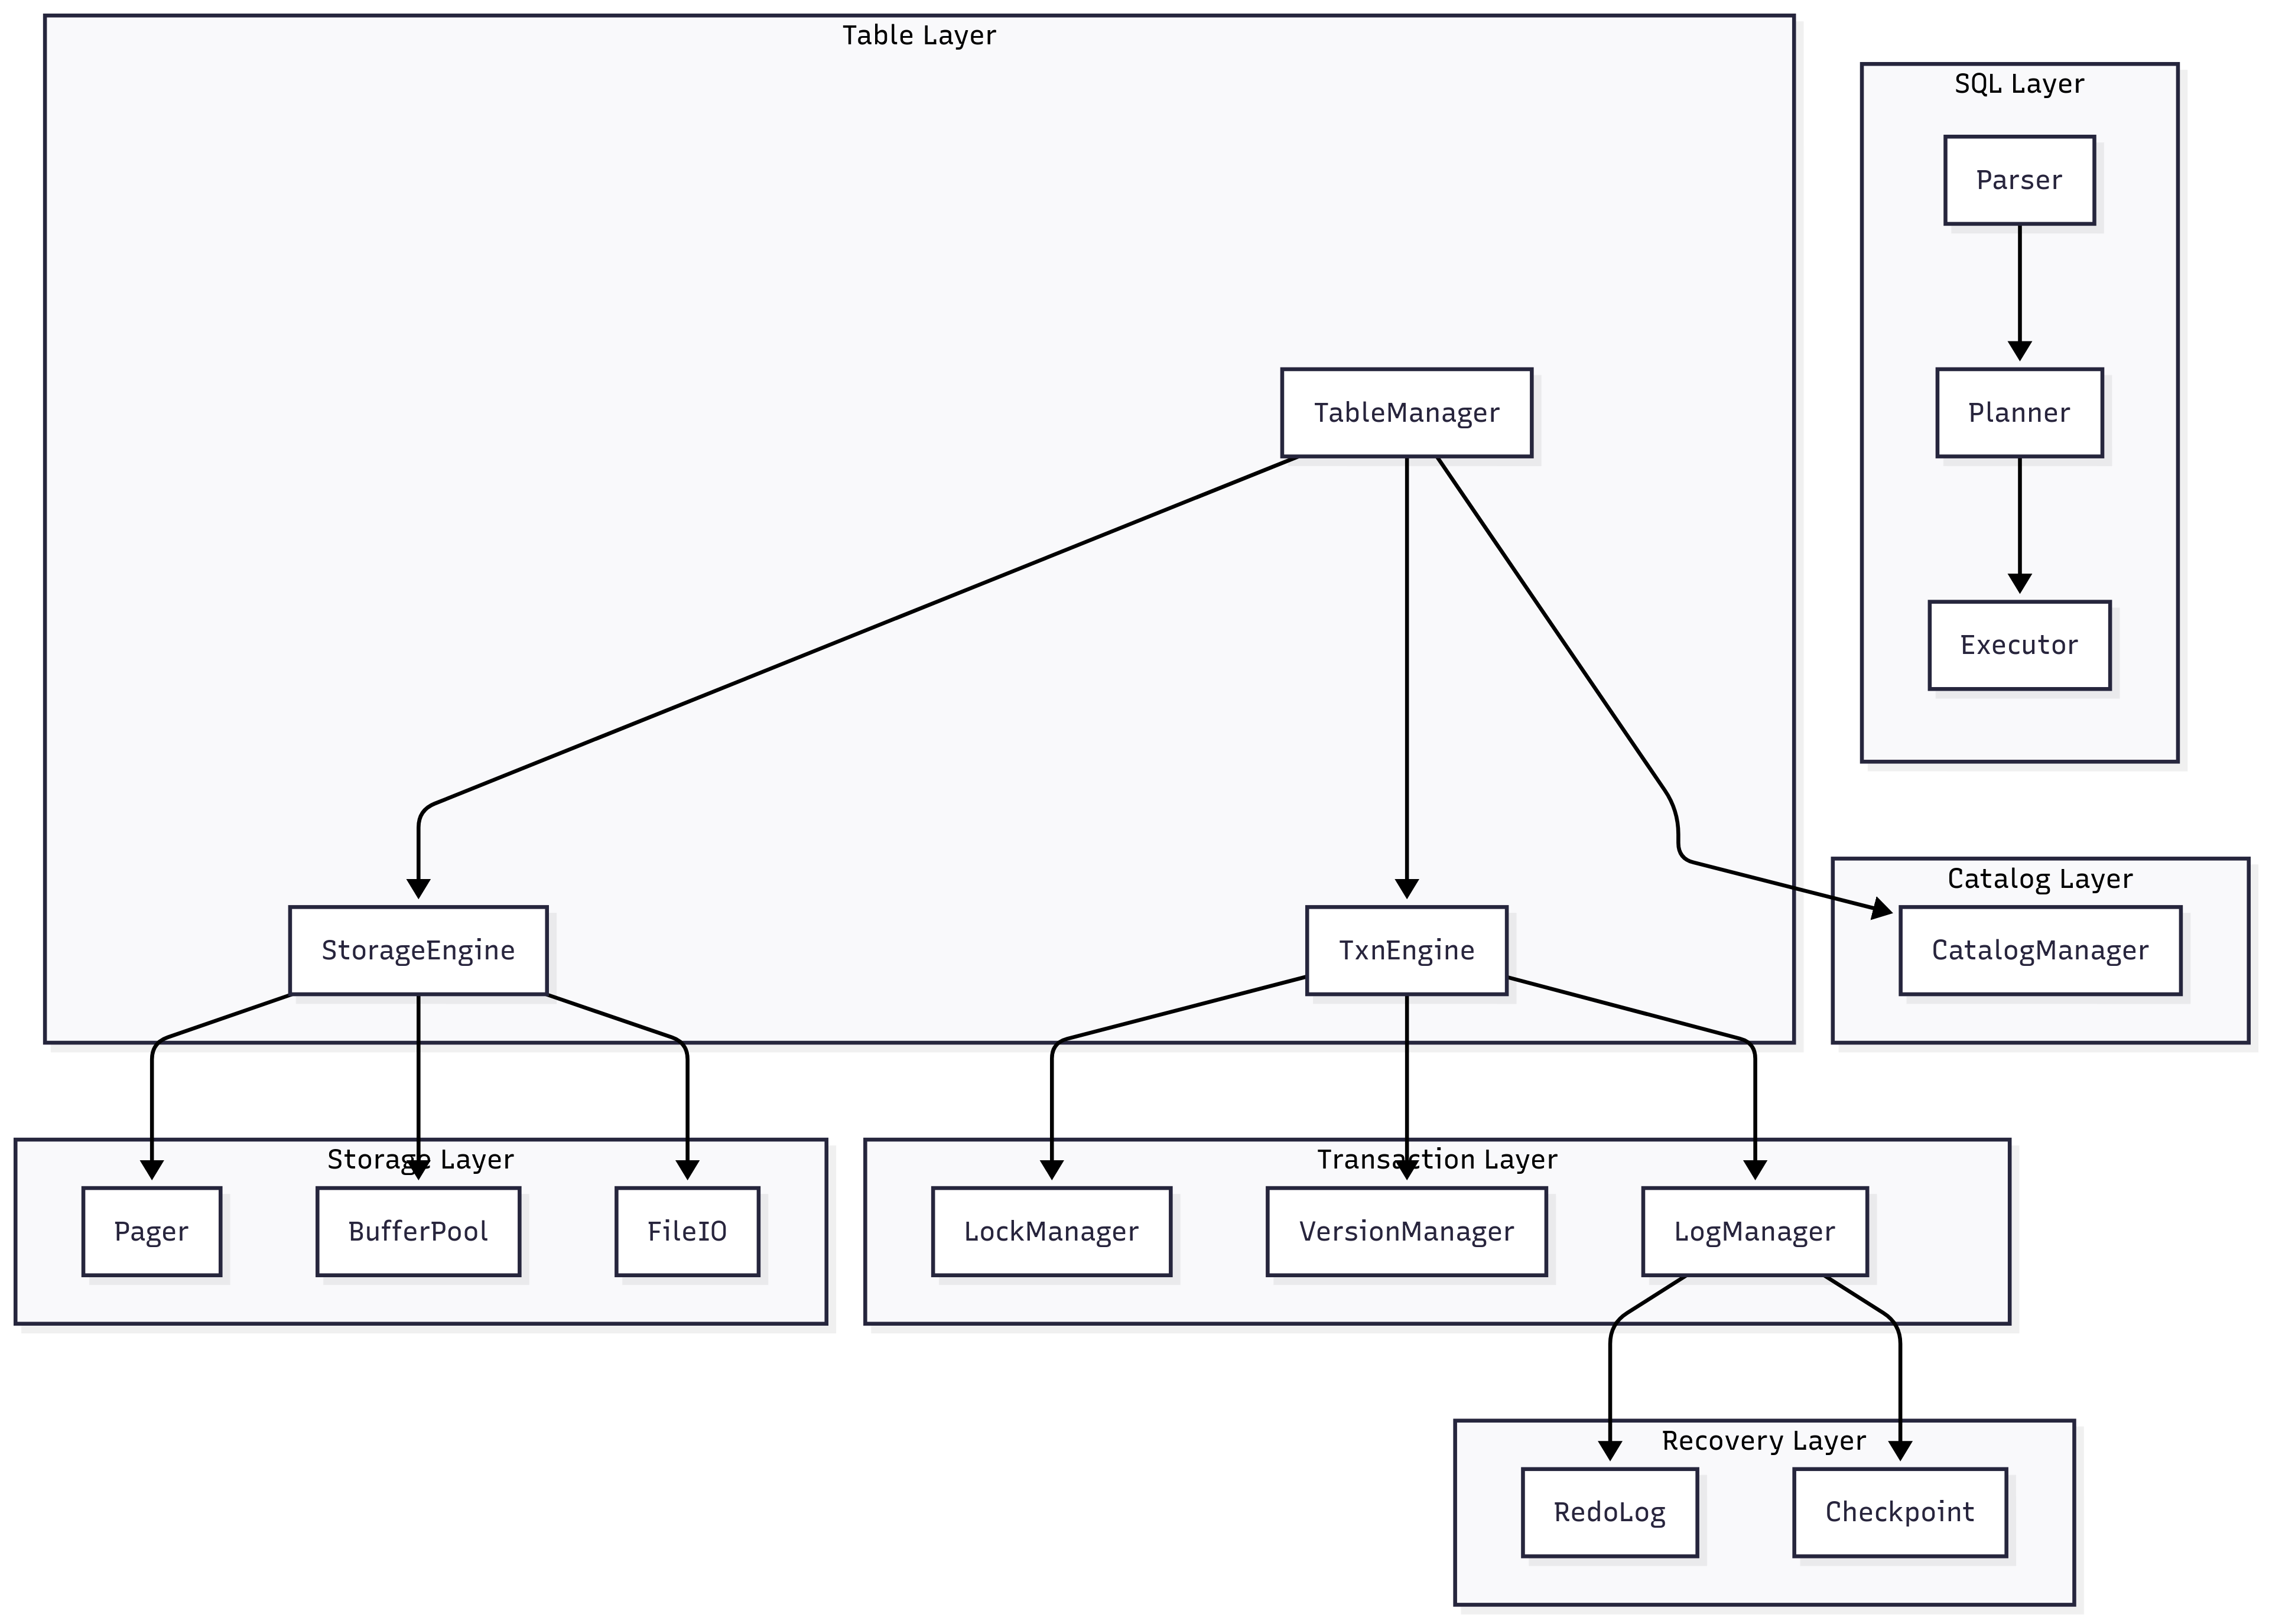 Table Layer
SQL Layer
Parser
TableManager
Planner
Executor
Catalog Layer
StorageEngine
TxnEngine
CatalogManager
Storage Layer
Transaction Layer
Pager
BufferPool
FileIO
LockManager
VersionManager
LogManager
Recovery Layer
RedoLog
Checkpoint